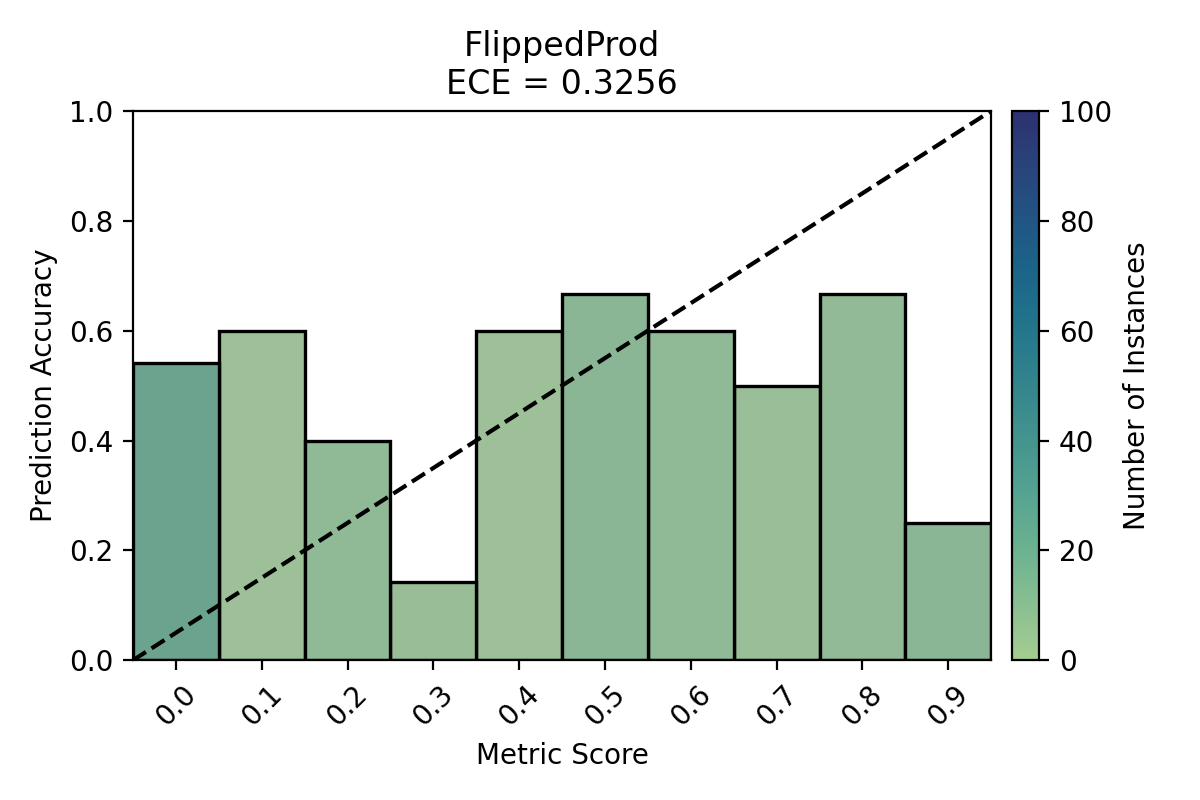 FlippedProd
ECE = 0.3256
1.0
0.8
0.6
0.4
0.2
0.0
Prediction Accuracy
0.0 0.1 0.2 0.3 0.4 0.5 0.6 0.7 0.8 0.9
Metric Score
100
80
60
40
20
0
Number of Instances